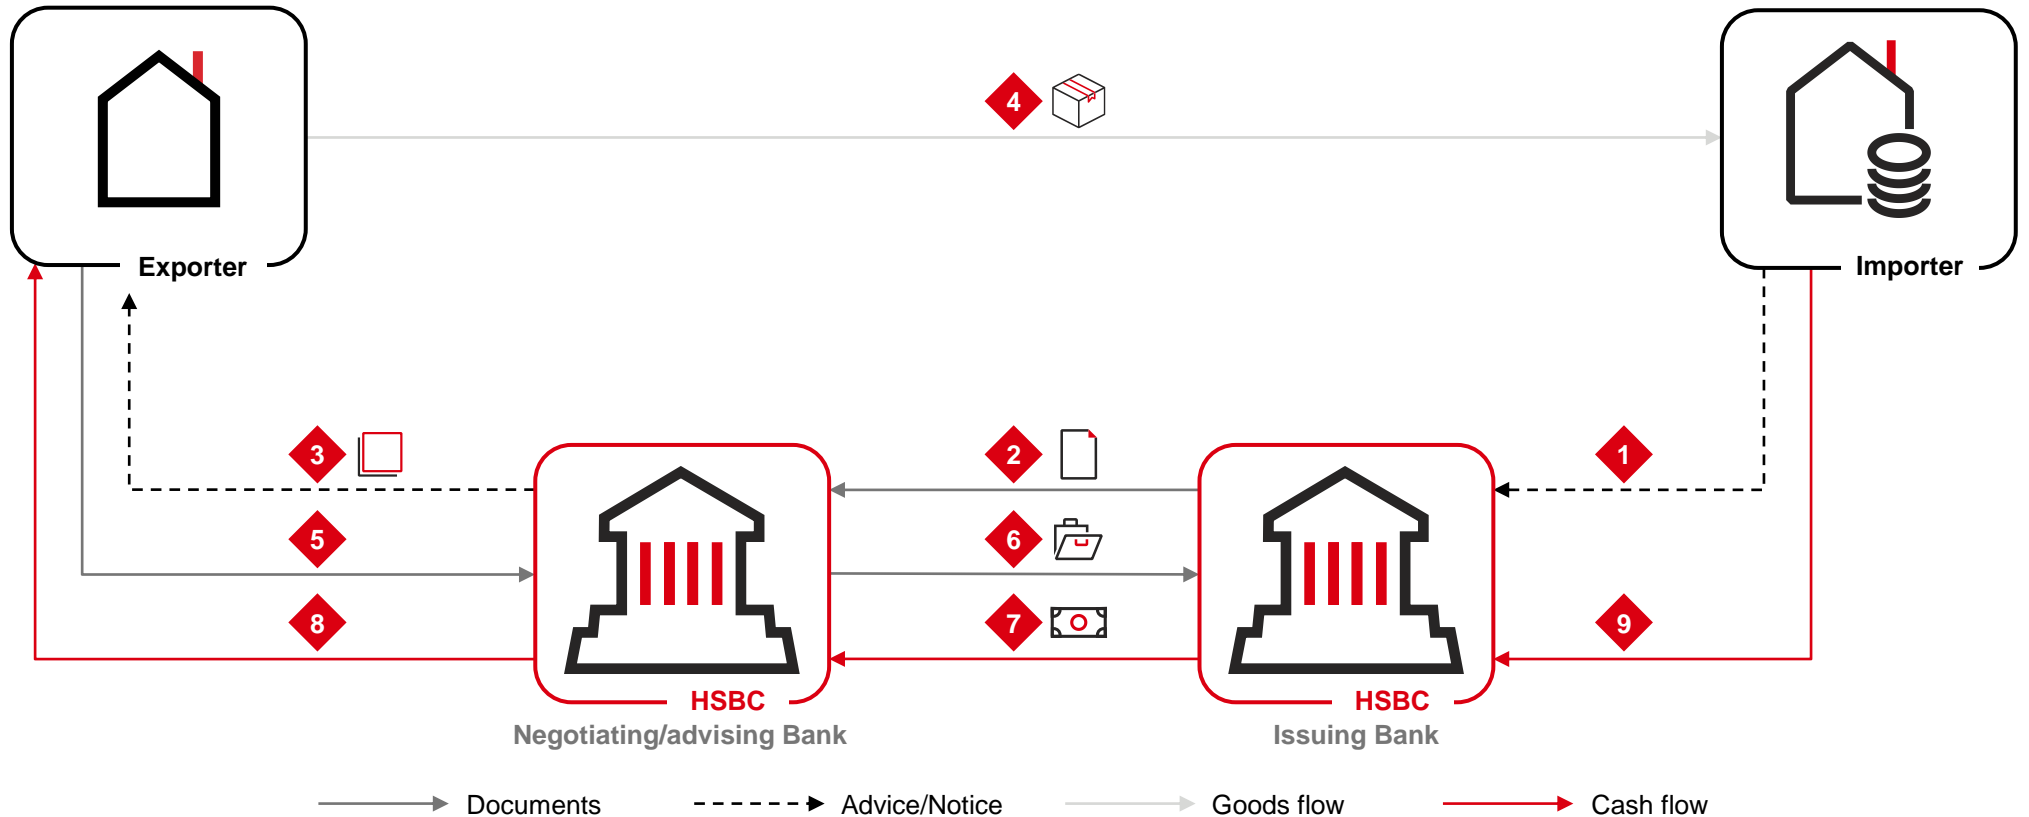 4
Exporter
Importer
3
2
1
5
6
8
7
9
HSBC
HSBC
Negotiating/advising Bank
Issuing Bank
Documents
Advice/Notice
Goods flow
Cash flow